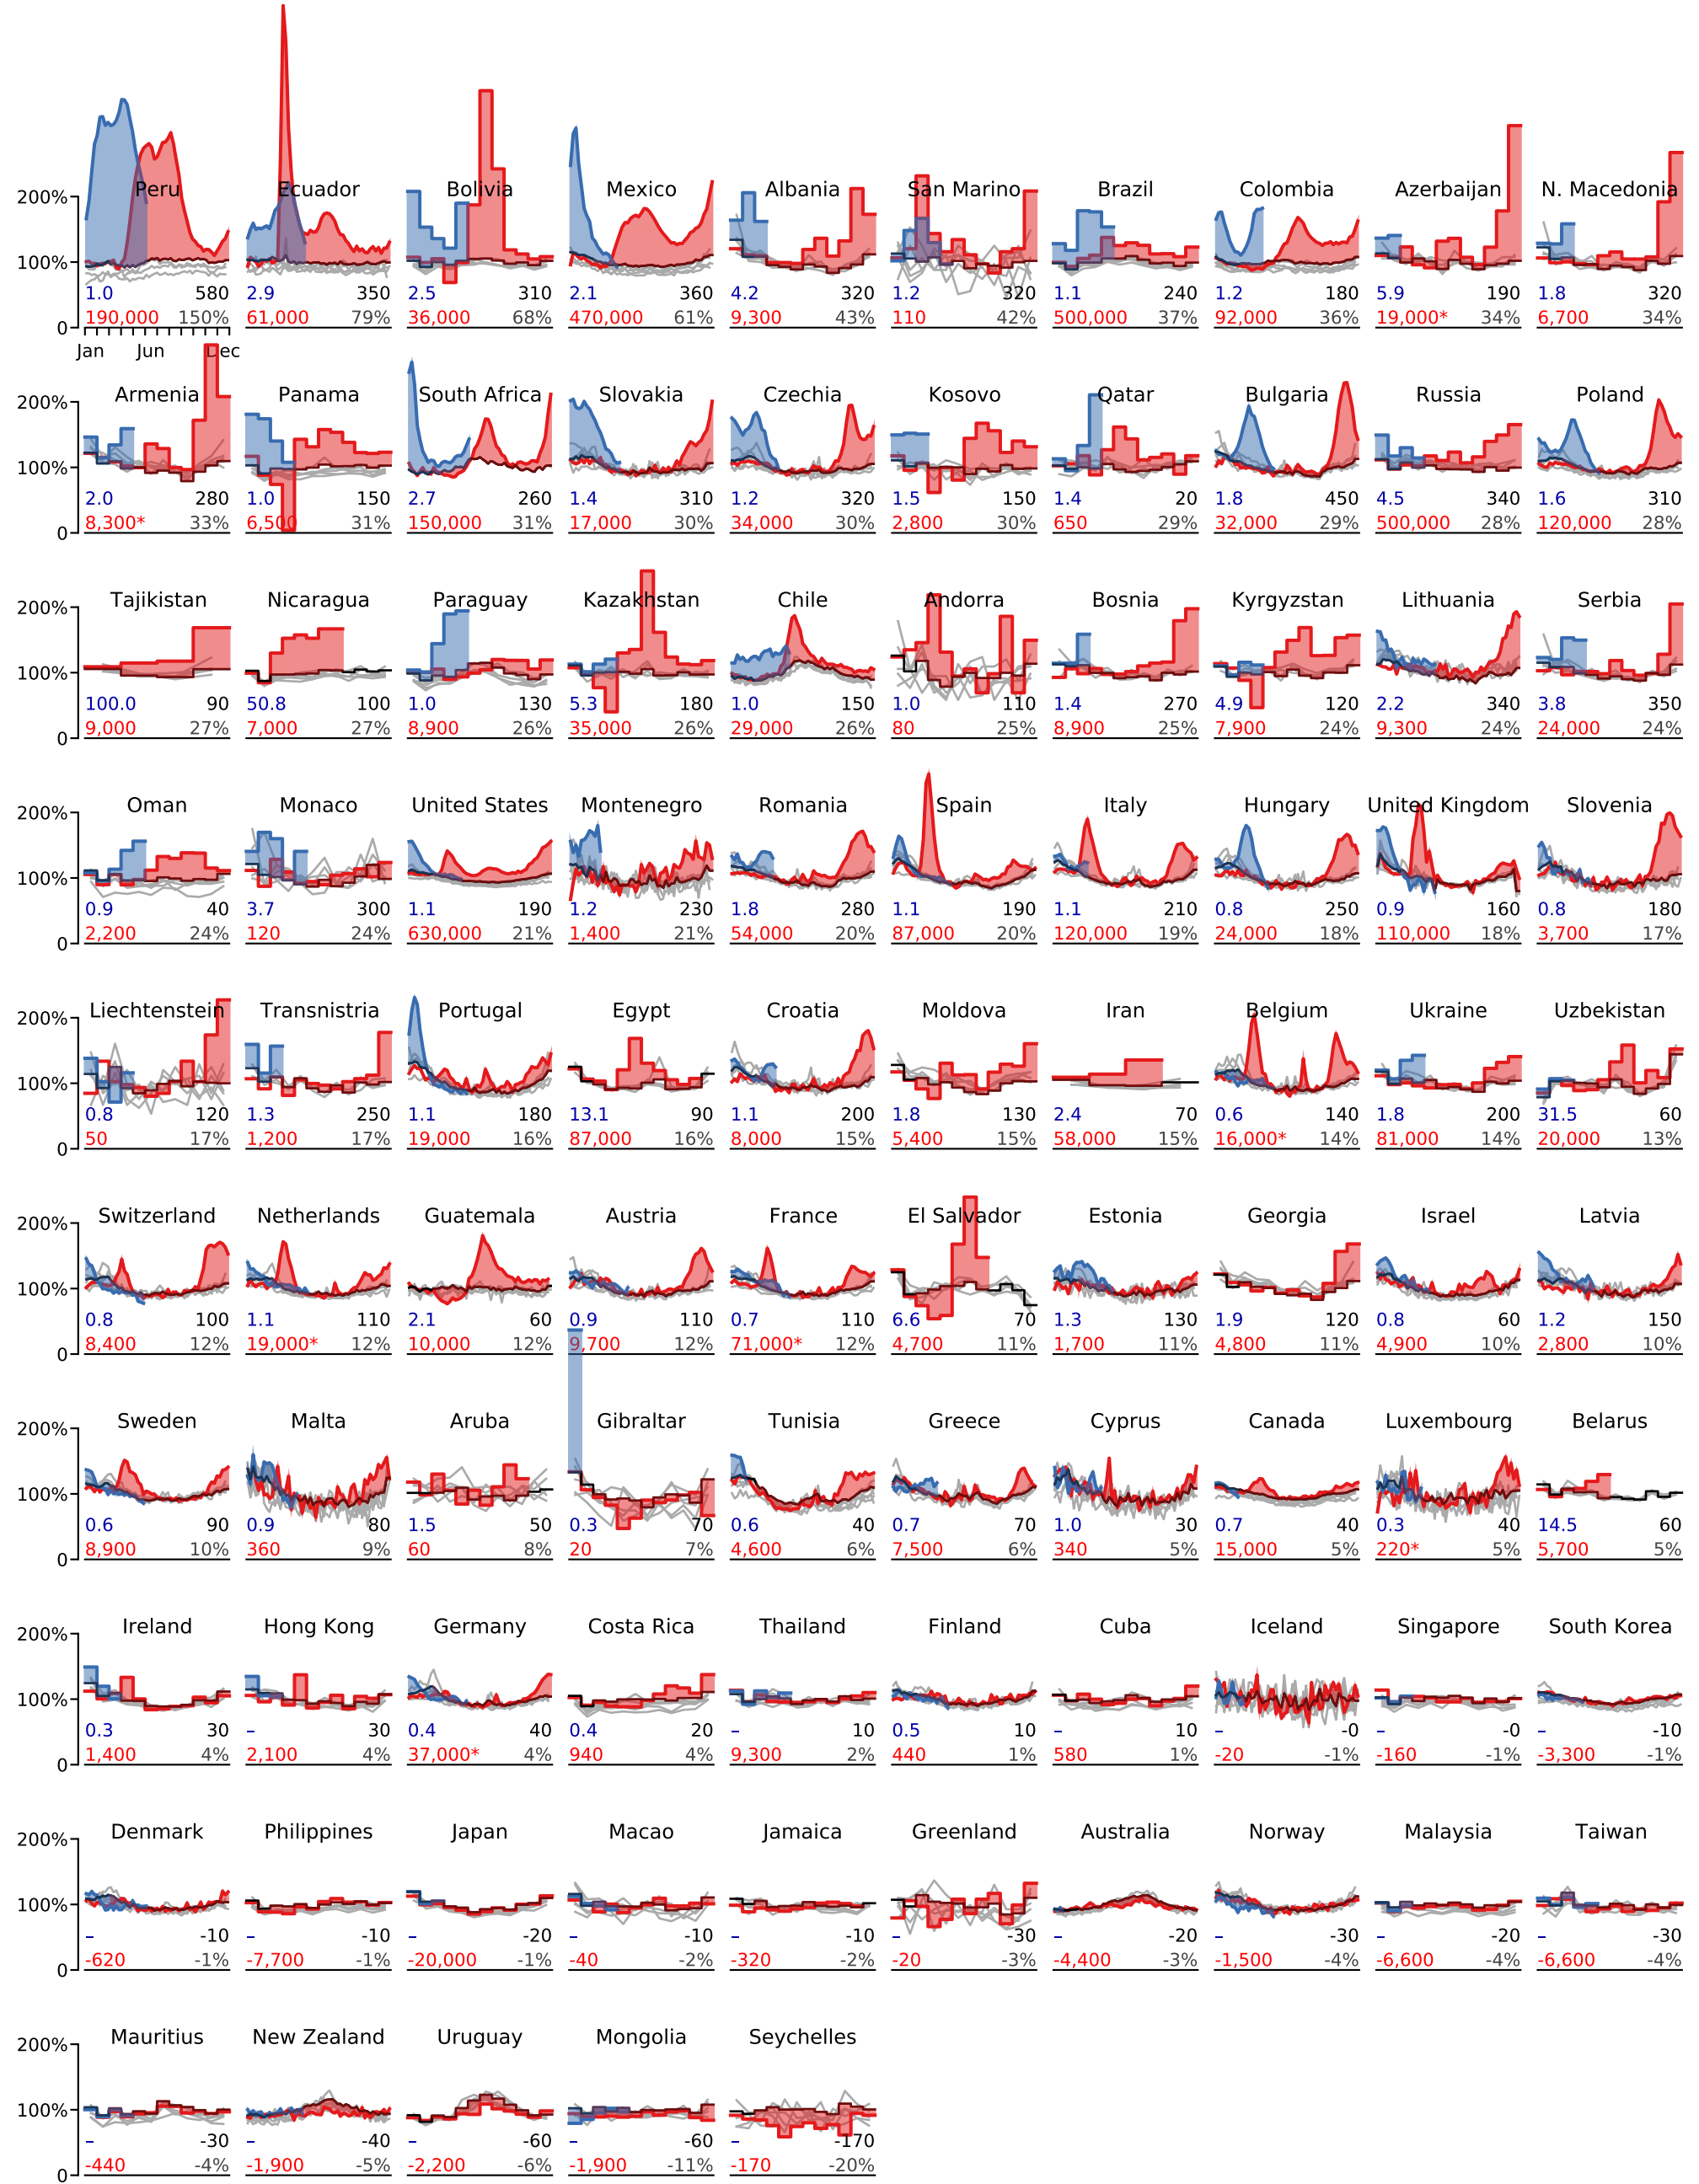 200% Peru Ecuador Bolivia Mexico Albania San Marino Brazil Colombia Azerbaijan N. Macedonia
100%
1.0 580 2.9 350 2.5 310 2.1 360 4.2 320 1.2 320 1.1 240 1.2 180 5.9 190 1.8 320
0 190,000 150% 61,000 79% 36,000 68% 470,000 61% 9,300 43% 110 42% 500,000 37% 92,000 36% 19,000* 34% 6,700 34%
Jan Jun Dec
200% Armenia Panama South Africa Slovakia Czechia Kosovo Qatar Bulgaria Russia Poland
100%
2.0 280 1.0 150 2.7 260 1.4 310 1.2 320 1.5 150 1.4 20 1.8 450 4.5 340 1.6 310
0 8,300* 33% 6,500 31% 150,000 31% 17,000 30% 34,000 30% 2,800 30% 650 29% 32,000 29% 500,000 28% 120,000 28%
200% Tajikistan Nicaragua Paraguay Kazakhstan Chile Andorra Bosnia Kyrgyzstan Lithuania Serbia
100%
100.0 90 50.8 100 1.0 130 5.3 180 1.0 150 1.0 110 1.4 270 4.9 120 2.2 340 3.8 350
0 9,000 27% 7,000 27% 8,900 26% 35,000 26% 29,000 26% 80 25% 8,900 25% 7,900 24% 9,300 24% 24,000 24%
200% Oman Monaco United States Montenegro Romania Spain Italy Hungary United Kingdom Slovenia
100%
0.9 40 3.7 300 1.1 190 1.2 230 1.8 280 1.1 190 1.1 210 0.8 250 0.9 160 0.8 180
0 2,200 24% 120 24% 630,000 21% 1,400 21% 54,000 20% 87,000 20% 120,000 19% 24,000 18% 110,000 18% 3,700 17%
200% Liechtenstein Transnistria Portugal Egypt Croatia Moldova Iran Belgium Ukraine Uzbekistan
100%
0.8 120 1.3 250 1.1 180 13.1 90 1.1 200 1.8 130 2.4 70 0.6 140 1.8 200 31.5 60
0 50 17% 1,200 17% 19,000 16% 87,000 16% 8,000 15% 5,400 15% 58,000 15% 16,000* 14% 81,000 14% 20,000 13%
200% Switzerland Netherlands Guatemala Austria France El Salvador Estonia Georgia Israel Latvia
100%
0.8 100 1.1 110 2.1 60 0.9 110 0.7 110 6.6 70 1.3 130 1.9 120 0.8 60 1.2 150
0 8,400 12% 19,000* 12% 10,000 12% 9,700 12% 71,000* 12% 4,700 11% 1,700 11% 4,800 11% 4,900 10% 2,800 10%
200% Sweden Malta Aruba Gibraltar Tunisia Greece Cyprus Canada Luxembourg Belarus
100%
0.6 90 0.9 80 1.5 50 0.3 70 0.6 40 0.7 70 1.0 30 0.7 40 0.3 40 14.5 60
0 8,900 10% 360 9% 60 8% 20 7% 4,600 6% 7,500 6% 340 5% 15,000 5% 220* 5% 5,700 5%
200% Ireland Hong Kong Germany Costa Rica Thailand Finland Cuba Iceland Singapore South Korea
100%
0.3 30 – 30 0.4 40 0.4 20 – 10 0.5 10 – 10 – -0 – -0 – -10
0 1,400 4% 2,100 4% 37,000* 4% 940 4% 9,300 2% 440 1% 580 1% -20 -1% -160 -1% -3,300 -1%
200% Denmark Philippines Japan Macao Jamaica Greenland Australia Norway Malaysia Taiwan
100%
– -10 – -10 – -20 – -10 – -10 – -30 – -20 – -30 – -20 – -30
0 -620 -1% -7,700 -1% -20,000 -1% -40 -2% -320 -2% -20 -3% -4,400 -3% -1,500 -4% -6,600 -4% -6,600 -4%
200% Mauritius New Zealand Uruguay Mongolia Seychelles
100%
– -30 – -40 – -60 – -60 – -170
0 -440 -4% -1,900 -5% -2,200 -6% -1,900 -11% -170 -20%